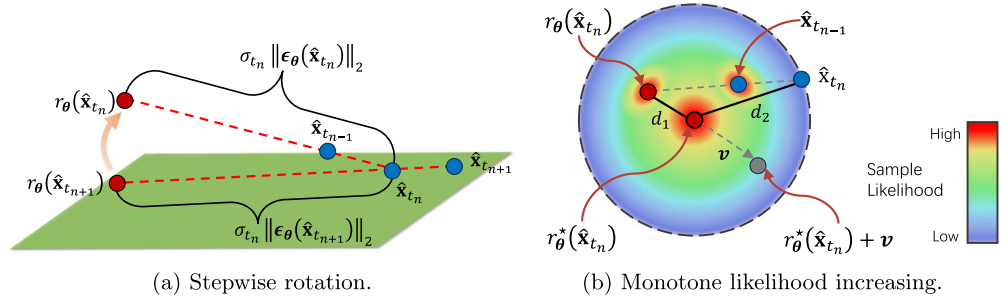 σ_{t_n} ‖ϵ_θ(x̂_{t_n})‖_2
r_θ(x̂_{t_n})
x̂_{t_{n−1}}
x̂_{t_{n+1}}
r_θ(x̂_{t_{n+1}})
x̂_{t_n}
σ_{t_n} ‖ϵ_θ(x̂_{t_{n+1}})‖_2
(a) Stepwise rotation.
r_θ(x̂_{t_n})
x̂_{t_{n−1}}
x̂_{t_n}
d_1
d_2
v
r_θ^⋆(x̂_{t_n})
r_θ^⋆(x̂_{t_n}) + v
High
Sample
Likelihood
Low
(b) Monotone likelihood increasing.